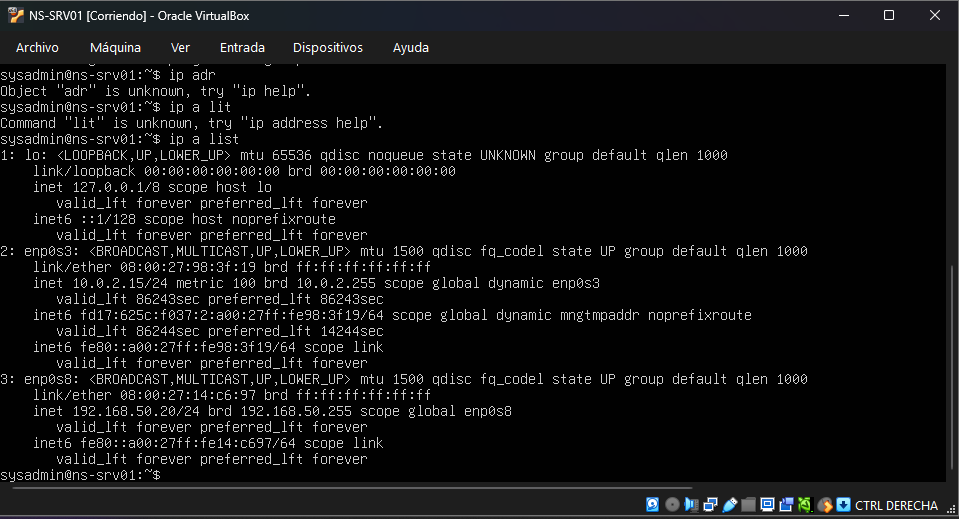 NS-SRV01 [Corriendo] - Oracle VirtualBox
Archivo Máquina Ver Entrada Dispositivos Ayuda
sysadmin@ns-srv01:~$ ip adr
Object "adr" is unknown, try "ip help".
sysadmin@ns-srv01:~$ ip a lit
Command "lit" is unknown, try "ip address help".
sysadmin@ns-srv01:~$ ip a list
1: lo: <LOOPBACK,UP,LOWER_UP> mtu 65536 qdisc noqueue state UNKNOWN group default qlen 1000
    link/loopback 00:00:00:00:00:00 brd 00:00:00:00:00:00
    inet 127.0.0.1/8 scope host lo
       valid_lft forever preferred_lft forever
    inet6 ::1/128 scope host noprefixroute
       valid_lft forever preferred_lft forever
2: enp0s3: <BROADCAST,MULTICAST,UP,LOWER_UP> mtu 1500 qdisc fq_codel state UP group default qlen 1000
    link/ether 08:00:27:98:3f:19 brd ff:ff:ff:ff:ff:ff
    inet 10.0.2.15/24 metric 100 brd 10.0.2.255 scope global dynamic enp0s3
       valid_lft 86243sec preferred_lft 86243sec
    inet6 fd17:625c:f037:2:a00:27ff:fe98:3f19/64 scope global dynamic mngtmpaddr noprefixroute
       valid_lft 86244sec preferred_lft 14244sec
    inet6 fe80::a00:27ff:fe98:3f19/64 scope link
       valid_lft forever preferred_lft forever
3: enp0s8: <BROADCAST,MULTICAST,UP,LOWER_UP> mtu 1500 qdisc fq_codel state UP group default qlen 1000
    link/ether 08:00:27:14:c6:97 brd ff:ff:ff:ff:ff:ff
    inet 192.168.50.20/24 brd 192.168.50.255 scope global enp0s8
       valid_lft forever preferred_lft forever
    inet6 fe80::a00:27ff:fe14:c697/64 scope link
       valid_lft forever preferred_lft forever
sysadmin@ns-srv01:~$
CTRL DERECHA